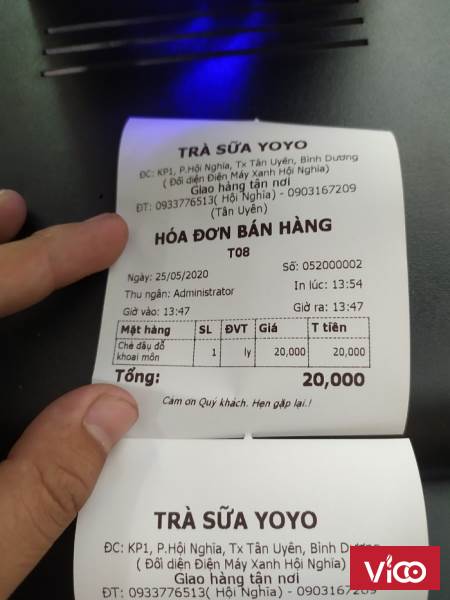 TRÀ SỮA YOYO
ĐC: KP1, P.Hội Nghĩa, Tx Tân Uyên, Bình Dương
( Đối diện Điện Máy Xanh Hội Nghĩa)
Giao hàng tận nơi
ĐT: 0933776513( Hội Nghĩa) - 0903167209
(Tân Uyên)
HÓA ĐƠN BÁN HÀNG
T08
Ngày: 25/05/2020 Số: 052000002
Thu ngân: Administrator In lúc: 13:54
Giờ vào: 13:47 Giờ ra: 13:47
Mặt hàng SL ĐVT Giá T tiền
Chè đậu đỏ
khoai môn 1 ly 20,000 20,000
Tổng: 20,000
Cám ơn Quý khách. Hẹn gặp lại.!
TRÀ SỮA YOYO
ĐC: KP1, P.Hội Nghĩa, Tx Tân Uyên, Bình Dương
( Đối diện Điện Máy Xanh Hội Nghĩa)
Giao hàng tận nơi
ĐT: 0933776513( Hội Nghĩa) - 0903167209
Vioo